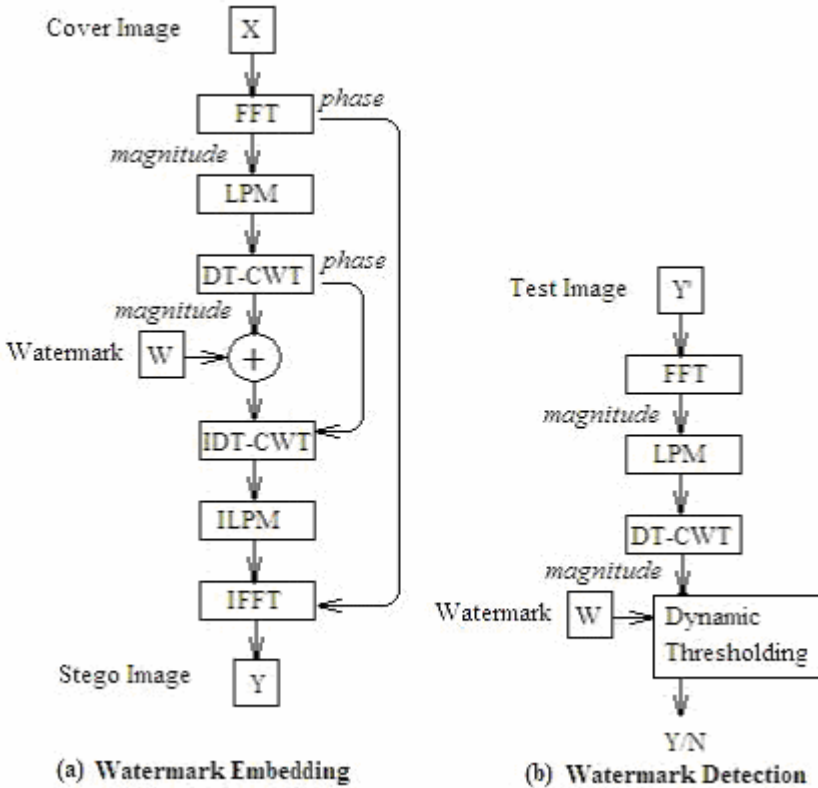 Cover Image X
FFT phase
magnitude
LPM
DT-CWT phase
magnitude
Watermark W +
IDT-CWT
ILPM
IFFT
Stego Image Y
(a) Watermark Embedding
Test Image Y'
FFT
magnitude
LPM
DT-CWT
magnitude
Watermark W Dynamic
Thresholding
Y/N
(b) Watermark Detection